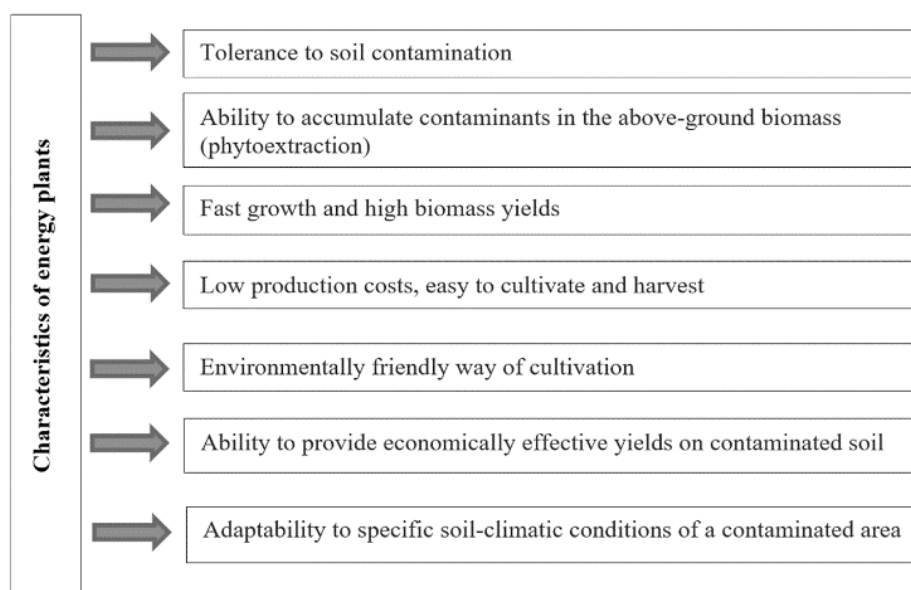 Characteristics of energy plants
Tolerance to soil contamination
Ability to accumulate contaminants in the above-ground biomass
(phytoextraction)
Fast growth and high biomass yields
Low production costs, easy to cultivate and harvest
Environmentally friendly way of cultivation
Ability to provide economically effective yields on contaminated soil
Adaptability to specific soil-climatic conditions of a contaminated area